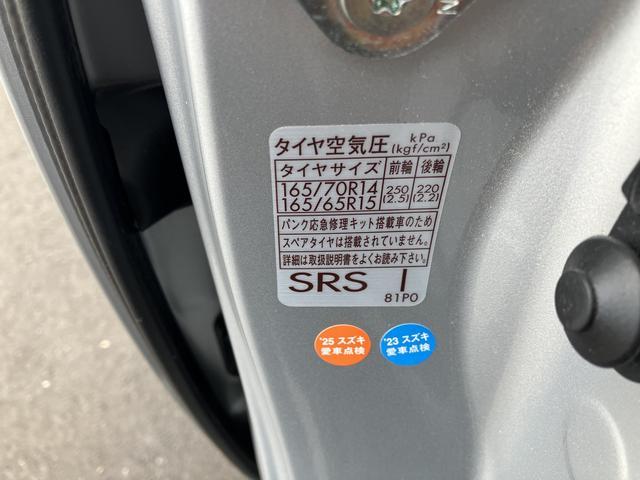 タイヤ空気圧 kPa (kgf/cm²)
タイヤサイズ 前輪 後輪
165/70R14 250 220
165/65R15 (2.5) (2.2)
パンク応急修理キット搭載車のため
スペアタイヤは搭載されていません。
詳細は取扱説明書をよくお読み下さい。
SRS I
81P0
'25 スズキ
愛車点検
'23 スズキ
愛車点検